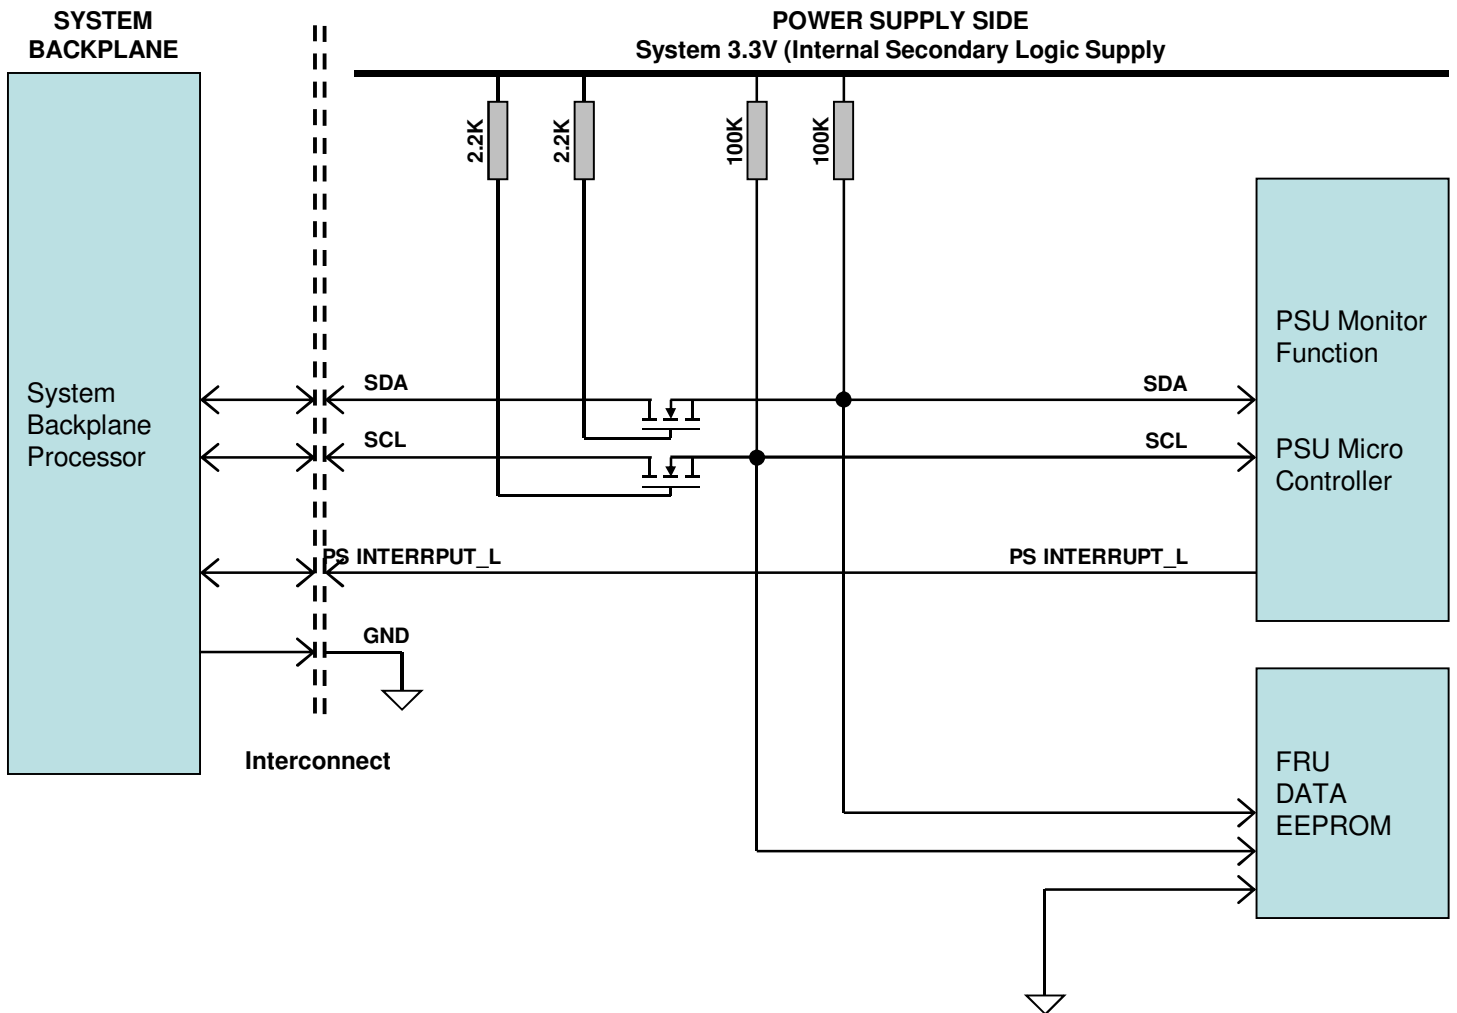 SYSTEM
BACKPLANE
POWER SUPPLY SIDE
System 3.3V (Internal Secondary Logic Supply
2.2K
2.2K
100K
100K
PSU Monitor
Function
PSU Micro
Controller
System
Backplane
Processor
SDA
SDA
SCL
SCL
PS INTERRPUT_L
PS INTERRUPT_L
GND
Interconnect
FRU
DATA
EEPROM